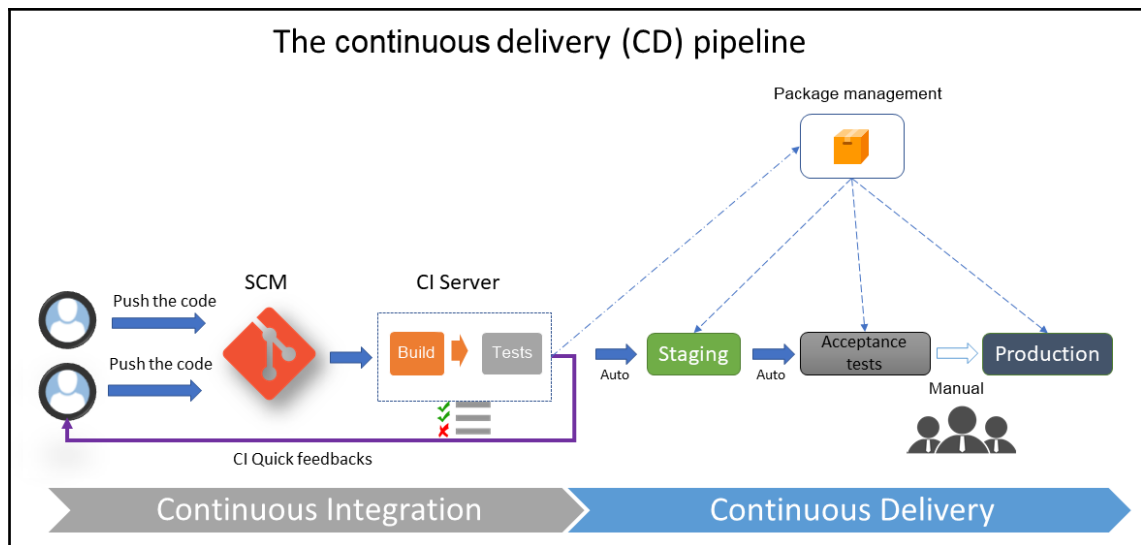 The continuous delivery (CD) pipeline
Package management
SCM
CI Server
Push the code
Push the code
Build
Tests
Auto
Staging
Auto
Acceptance
tests
Manual
Production
CI Quick feedbacks
Continuous Integration
Continuous Delivery